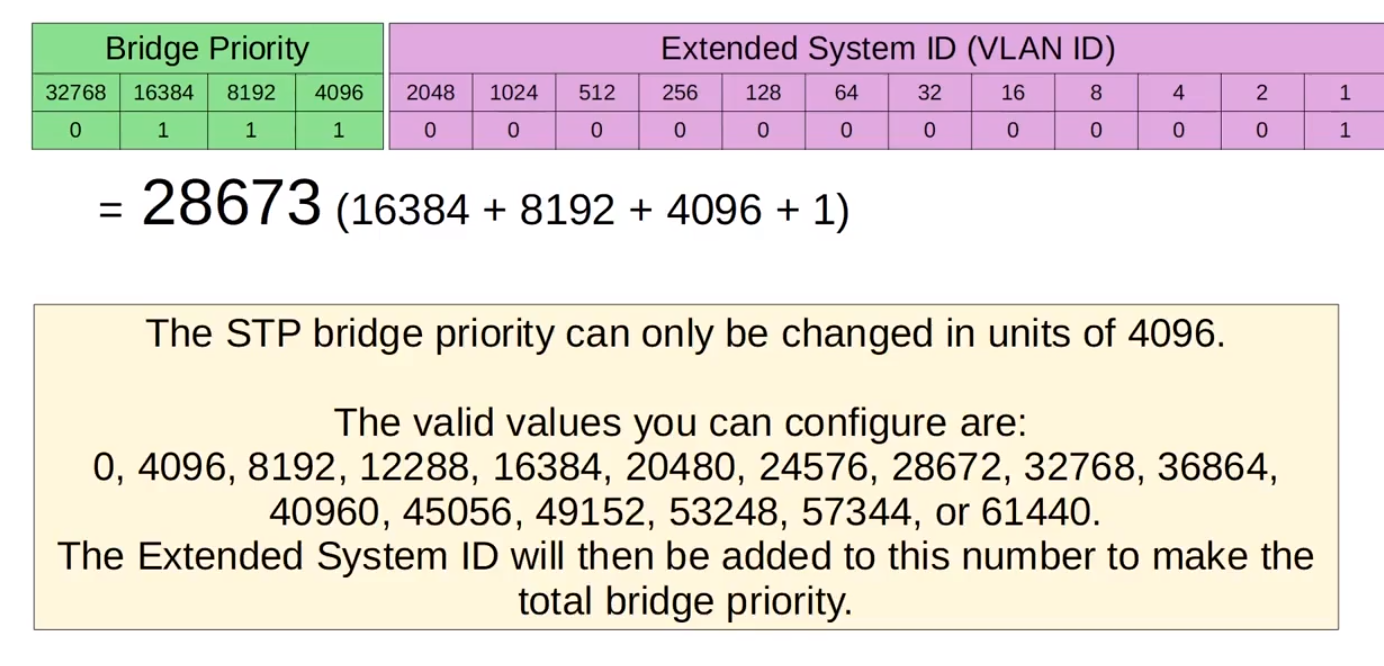 Bridge Priority Extended System ID (VLAN ID)
32768 16384 8192 4096 2048 1024 512 256 128 64 32 16 8 4 2 1
0 1 1 1 0 0 0 0 0 0 0 0 0 0 0 1
= 28673 (16384 + 8192 + 4096 + 1)
The STP bridge priority can only be changed in units of 4096.
The valid values you can configure are:
0, 4096, 8192, 12288, 16384, 20480, 24576, 28672, 32768, 36864,
40960, 45056, 49152, 53248, 57344, or 61440.
The Extended System ID will then be added to this number to make the
total bridge priority.